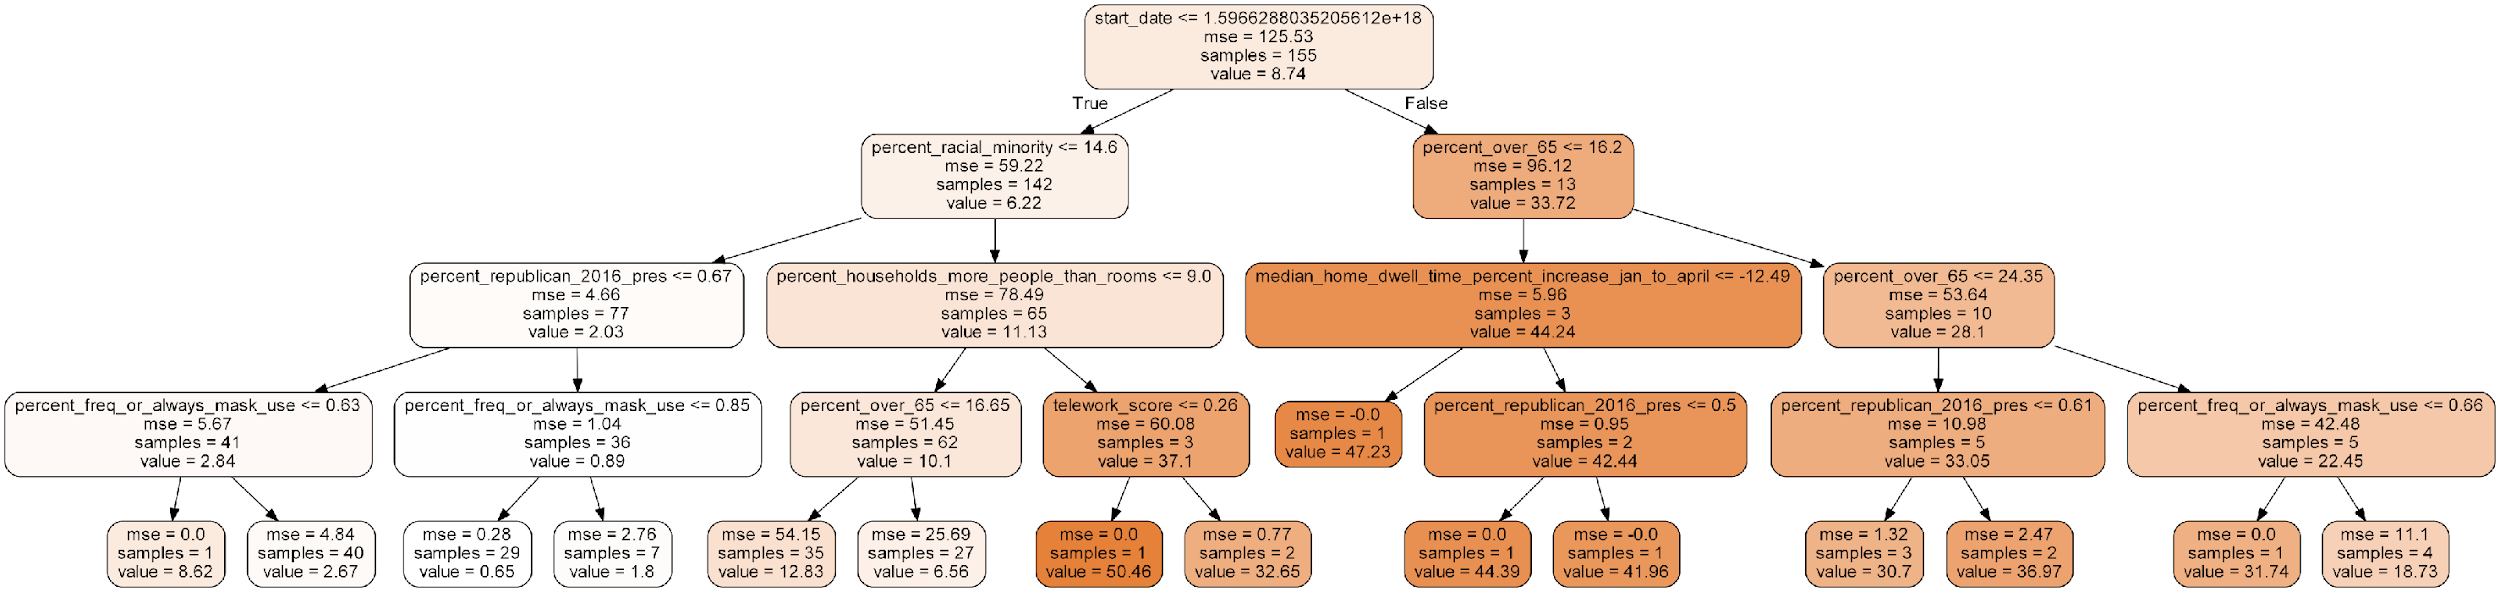 start_date <= 1.5966288035205612e+18
mse = 125.53
samples = 155
value = 8.74
True
False
percent_racial_minority <= 14.6
mse = 59.22
samples = 142
value = 6.22
percent_over_65 <= 16.2
mse = 96.12
samples = 13
value = 33.72
percent_republican_2016_pres <= 0.67
mse = 4.66
samples = 77
value = 2.03
percent_households_more_people_than_rooms <= 9.0
mse = 78.49
samples = 65
value = 11.13
median_home_dwell_time_percent_increase_jan_to_april <= -12.49
mse = 5.96
samples = 3
value = 44.24
percent_over_65 <= 24.35
mse = 53.64
samples = 10
value = 28.1
percent_freq_or_always_mask_use <= 0.63
mse = 5.67
samples = 41
value = 2.84
percent_freq_or_always_mask_use <= 0.85
mse = 1.04
samples = 36
value = 0.89
percent_over_65 <= 16.65
mse = 51.45
samples = 62
value = 10.1
telework_score <= 0.26
mse = 60.08
samples = 3
value = 37.1
mse = -0.0
samples = 1
value = 47.23
percent_republican_2016_pres <= 0.5
mse = 0.95
samples = 2
value = 42.44
percent_republican_2016_pres <= 0.61
mse = 10.98
samples = 5
value = 33.05
percent_freq_or_always_mask_use <= 0.66
mse = 42.48
samples = 5
value = 22.45
mse = 0.0
samples = 1
value = 8.62
mse = 4.84
samples = 40
value = 2.67
mse = 0.28
samples = 29
value = 0.65
mse = 2.76
samples = 7
value = 1.8
mse = 54.15
samples = 35
value = 12.83
mse = 25.69
samples = 27
value = 6.56
mse = 0.0
samples = 1
value = 50.46
mse = 0.77
samples = 2
value = 32.65
mse = 0.0
samples = 1
value = 44.39
mse = -0.0
samples = 1
value = 41.96
mse = 1.32
samples = 3
value = 30.7
mse = 2.47
samples = 2
value = 36.97
mse = 0.0
samples = 1
value = 31.74
mse = 11.1
samples = 4
value = 18.73